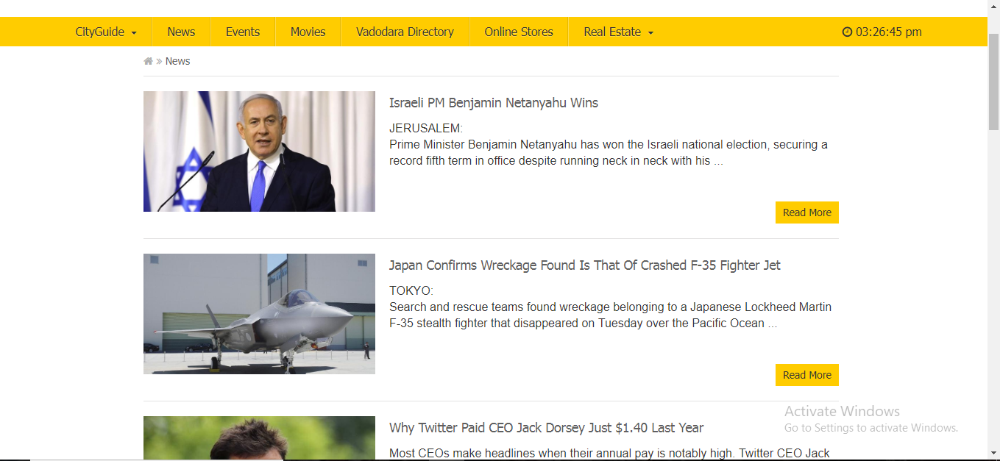 CityGuide News Events Movies Vadodara Directory Online Stores Real Estate 03:26:45 pm
» News
Israeli PM Benjamin Netanyahu Wins
JERUSALEM:
Prime Minister Benjamin Netanyahu has won the Israeli national election, securing a
record fifth term in office despite running neck in neck with his ...
Read More
Japan Confirms Wreckage Found Is That Of Crashed F-35 Fighter Jet
TOKYO:
Search and rescue teams found wreckage belonging to a Japanese Lockheed Martin
F-35 stealth fighter that disappeared on Tuesday over the Pacific Ocean ...
Read More
Activate Windows
Go to Settings to activate Windows.
Why Twitter Paid CEO Jack Dorsey Just $1.40 Last Year
Most CEOs make headlines when their annual pay is notably high. Twitter CEO Jack